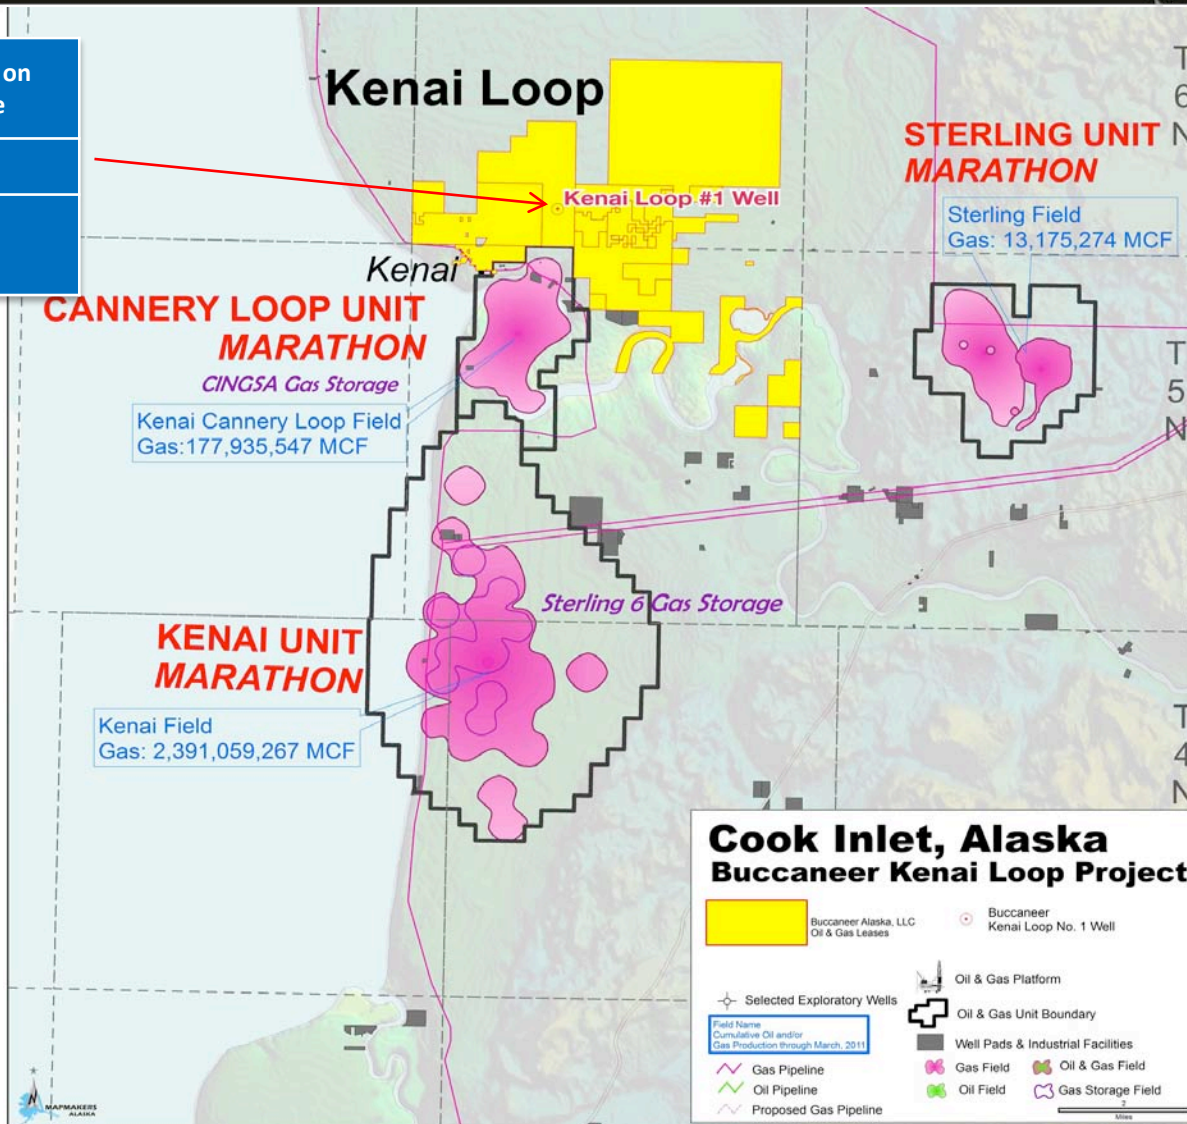 on
e
Kenai Loop
T
6
N
STERLING UNIT
MARATHON
Kenai Loop #1 Well
Sterling Field
Gas: 13,175,274 MCF
Kenai
CANNERY LOOP UNIT
MARATHON
CINGSA Gas Storage
Kenai Cannery Loop Field
Gas:177,935,547 MCF
T
5
N
Sterling 6 Gas Storage
KENAI UNIT
MARATHON
Kenai Field
Gas: 2,391,059,267 MCF
T
4
N
Cook Inlet, Alaska
Buccaneer Kenai Loop Project
Buccaneer Alaska, LLC
Oil & Gas Leases
Buccaneer
Kenai Loop No. 1 Well
Oil & Gas Platform
Selected Exploratory Wells
Oil & Gas Unit Boundary
Field Name
Cumulative Oil and/or
Gas Production through March, 2011
Well Pads & Industrial Facilities
Gas Pipeline
Gas Field
Oil & Gas Field
Oil Pipeline
Oil Field
Gas Storage Field
Proposed Gas Pipeline
2
Miles
N
MAPMAKERS
ALASKA